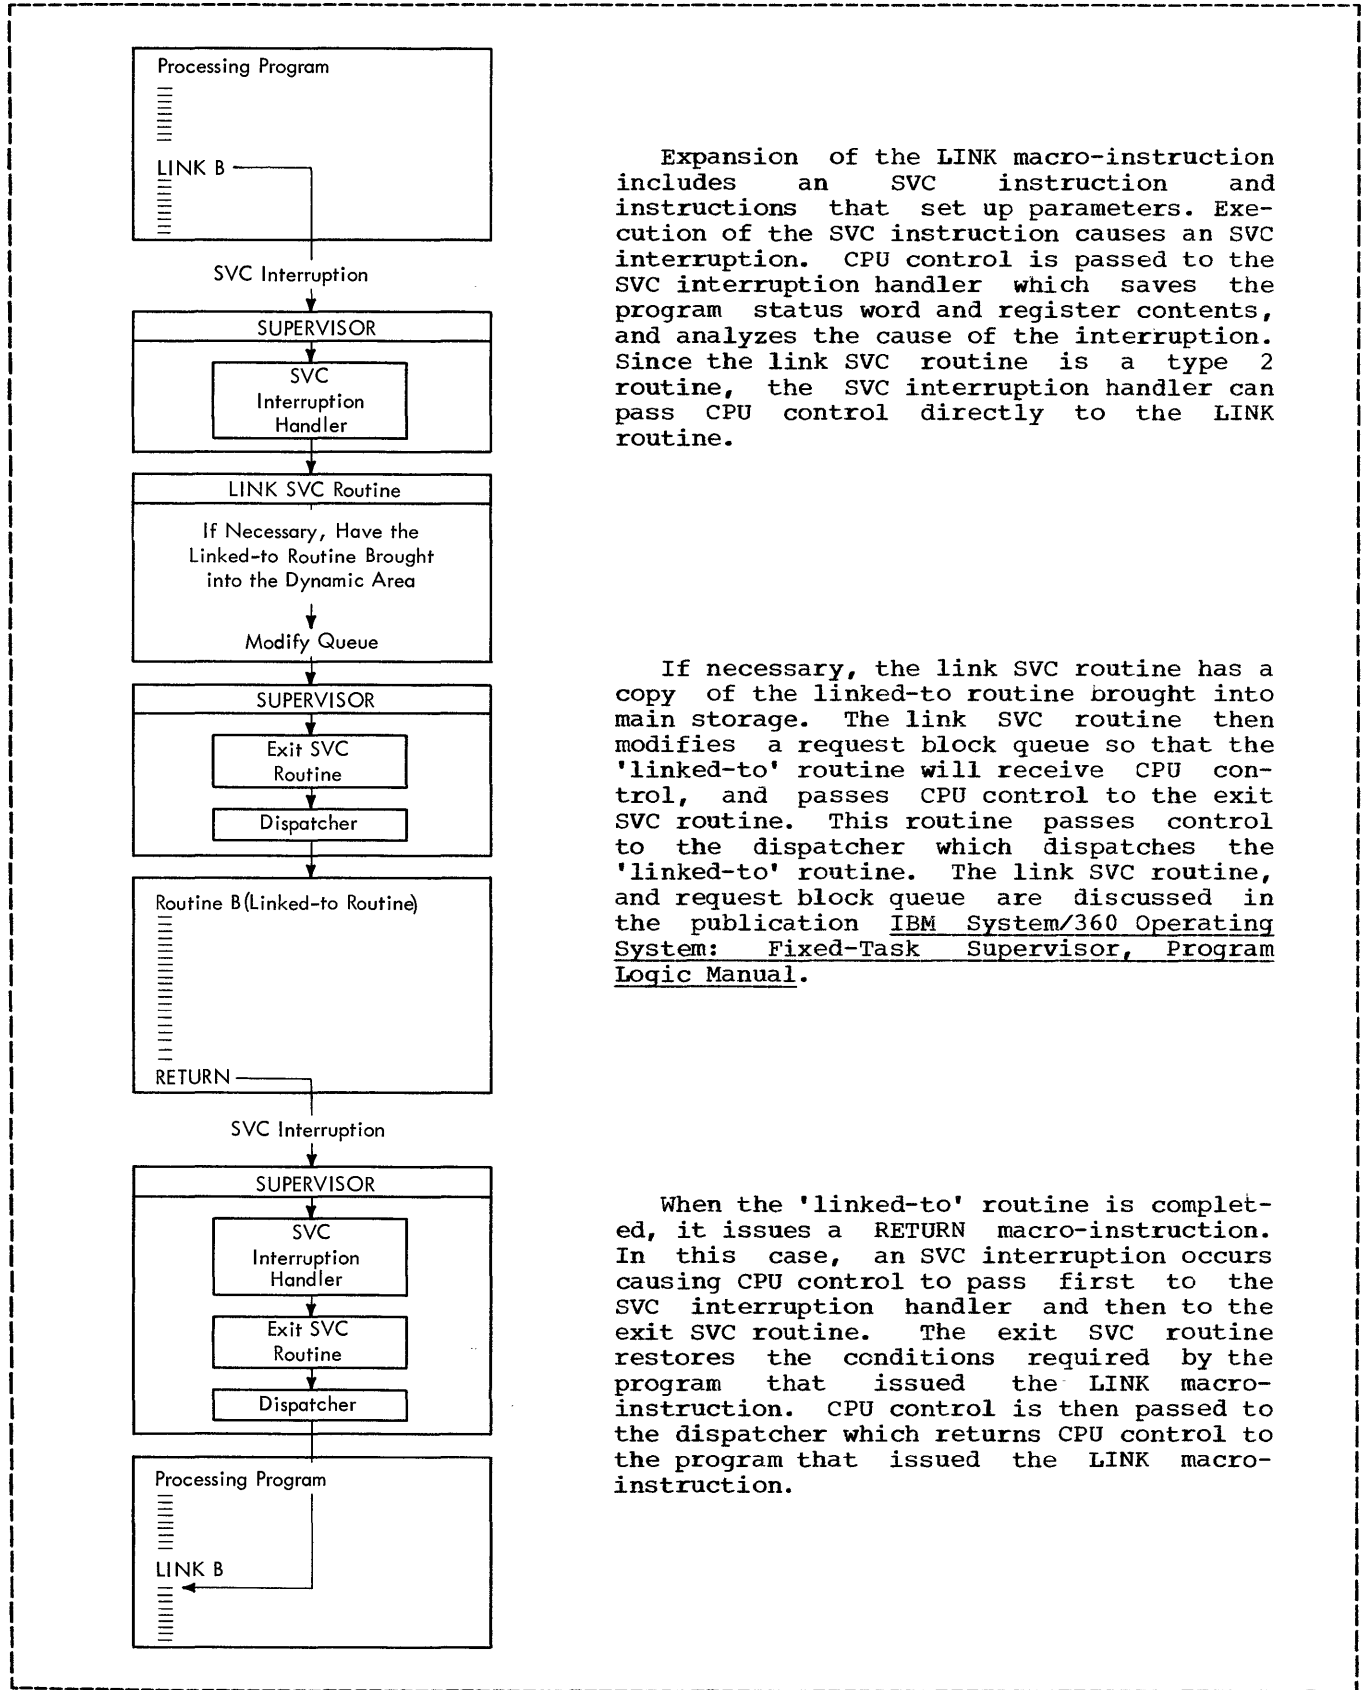 Processing Program
LINK B
SVC Interruption
SUPERVISOR
SVC
Interruption
Handler
LINK SVC Routine
If Necessary, Have the
Linked-to Routine Brought
into the Dynamic Area
Modify Queue
SUPERVISOR
Exit SVC
Routine
Dispatcher
Routine B (Linked-to Routine)
RETURN
SVC Interruption
SUPERVISOR
SVC
Interruption
Handler
Exit SVC
Routine
Dispatcher
Processing Program
LINK B
Expansion of the LINK macro-instruction
includes an SVC instruction and
instructions that set up parameters. Exe-
cution of the SVC instruction causes an SVC
interruption. CPU control is passed to the
SVC interruption handler which saves the
program status word and register contents,
and analyzes the cause of the interruption.
Since the link SVC routine is a type 2
routine, the SVC interruption handler can
pass CPU control directly to the LINK
routine.
If necessary, the link SVC routine has a
copy of the linked-to routine brought into
main storage. The link SVC routine then
modifies a request block queue so that the
'linked-to' routine will receive CPU con-
trol, and passes CPU control to the exit
SVC routine. This routine passes control
to the dispatcher which dispatches the
'linked-to' routine. The link SVC routine,
and request block queue are discussed in
the publication IBM System/360 Operating
System: Fixed-Task Supervisor, Program
Logic Manual.
When the 'linked-to' routine is complet-
ed, it issues a RETURN macro-instruction.
In this case, an SVC interruption occurs
causing CPU control to pass first to the
SVC interruption handler and then to the
exit SVC routine. The exit SVC routine
restores the conditions required by the
program that issued the LINK macro-
instruction. CPU control is then passed to
the dispatcher which returns CPU control to
the program that issued the LINK macro-
instruction.